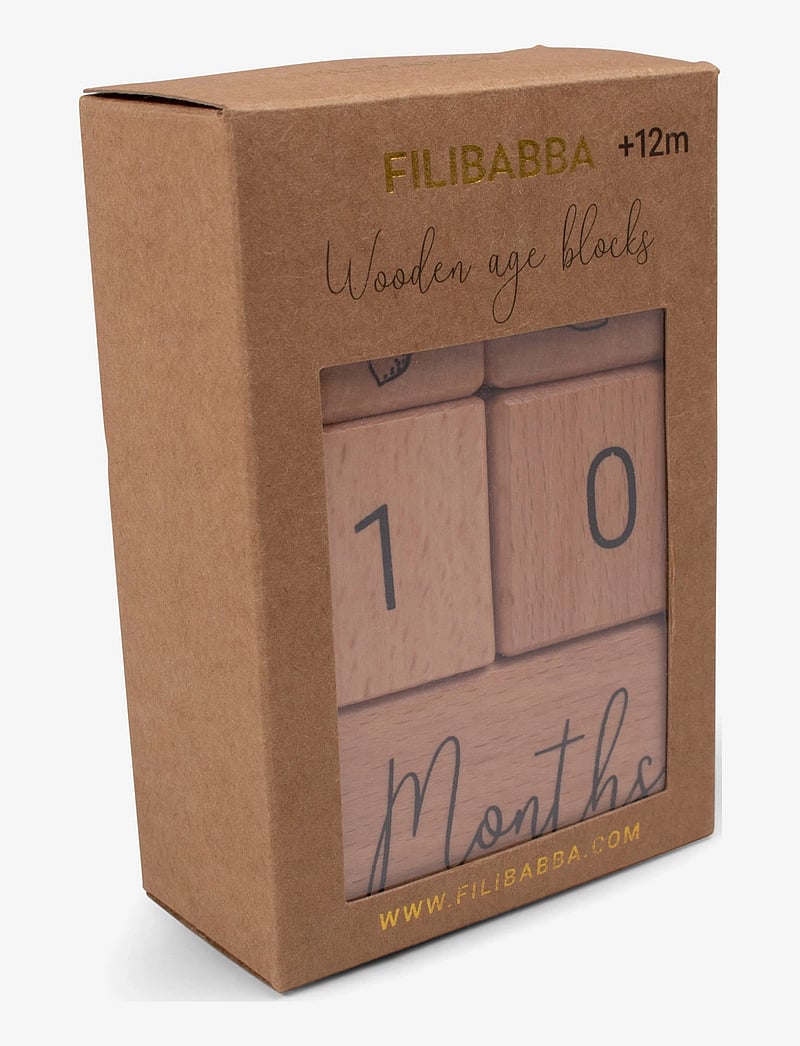 FILIBABBA +12m
Wooden age blocks
1 0
Months
WWW.FILIBABBA.COM